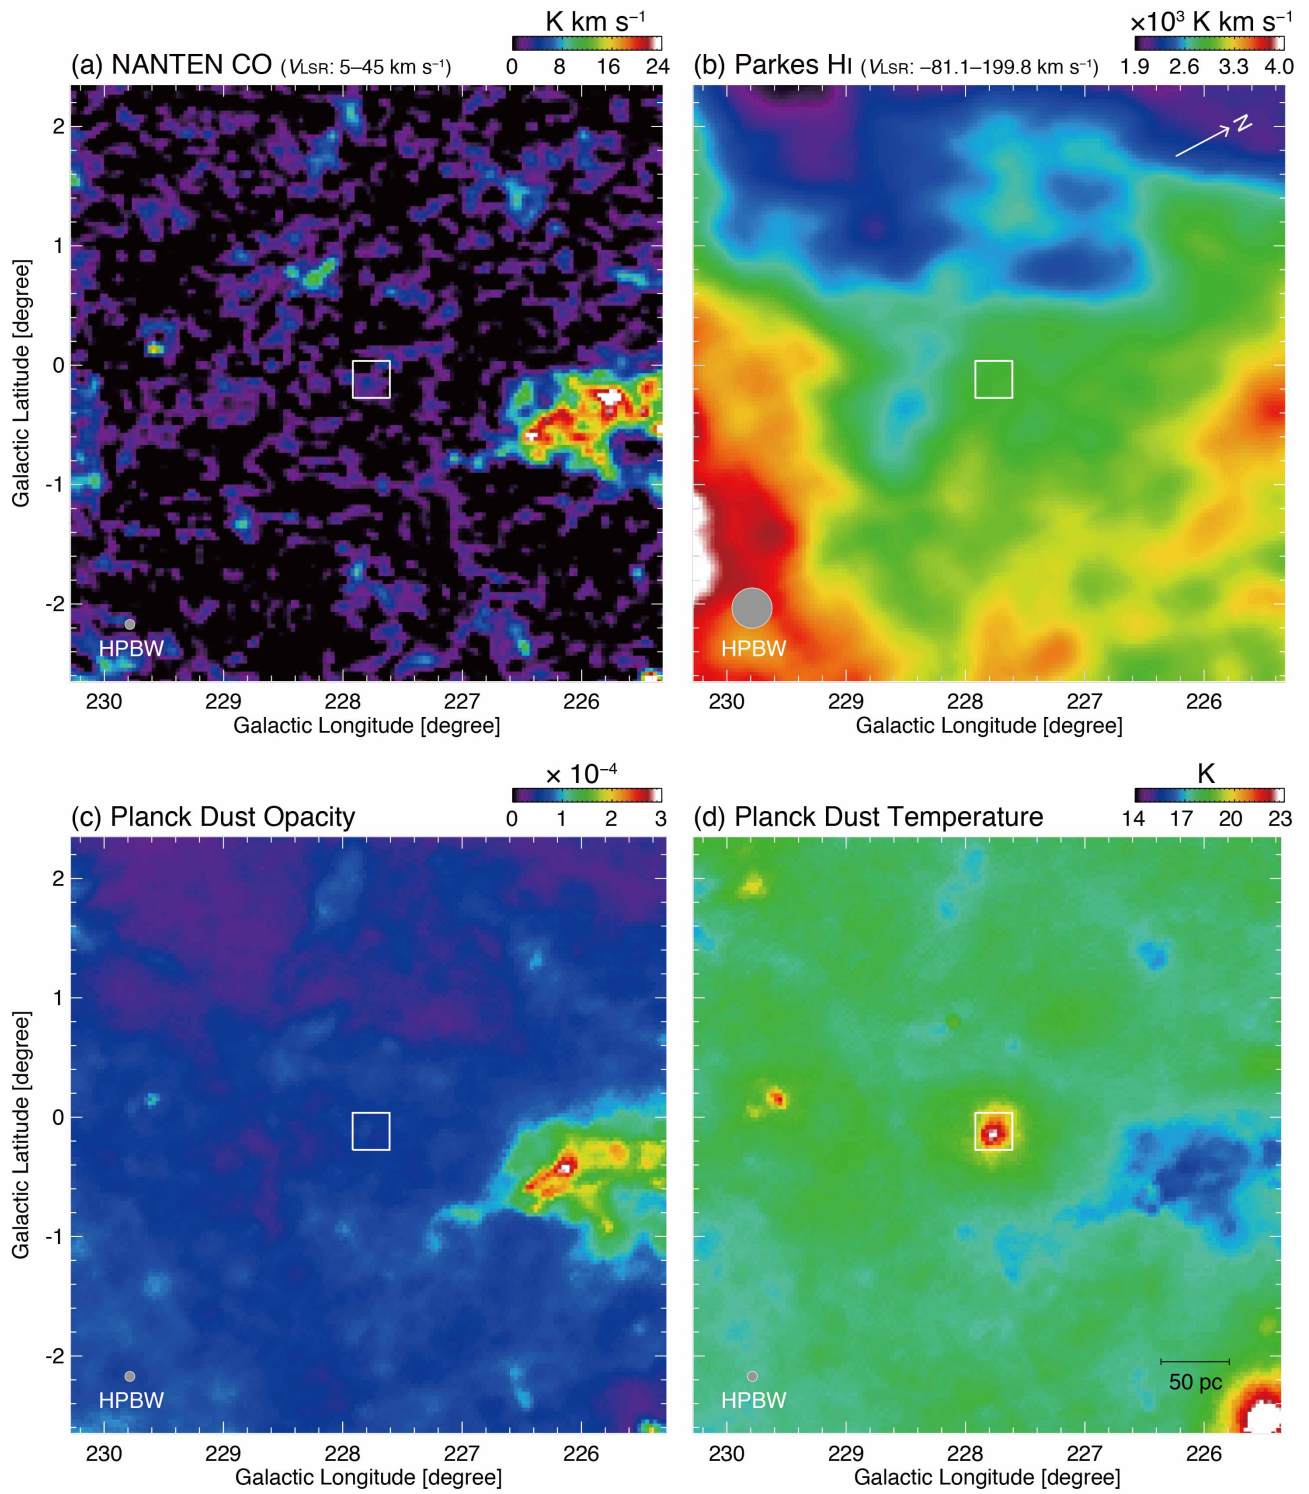 K km s⁻¹
(a) NANTEN CO (VLSR: 5–45 km s⁻¹)
0 8 16 24
×10³ K km s⁻¹
(b) Parkes HI (VLSR: –81.1–199.8 km s⁻¹)
1.9 2.6 3.3 4.0
2
1
0
-1
-2
Galactic Latitude [degree]
HPBW
230 229 228 227 226
Galactic Longitude [degree]
N
HPBW
230 229 228 227 226
Galactic Longitude [degree]
× 10⁻⁴
(c) Planck Dust Opacity
0 1 2 3
K
(d) Planck Dust Temperature
14 17 20 23
2
1
0
-1
-2
Galactic Latitude [degree]
HPBW
230 229 228 227 226
Galactic Longitude [degree]
50 pc
HPBW
230 229 228 227 226
Galactic Longitude [degree]